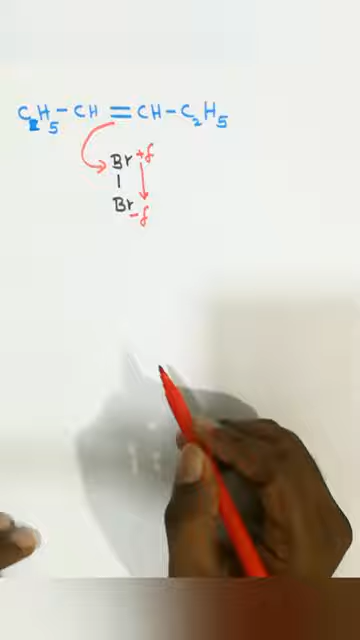 C₂H₅-CH=CH-C₂H₅
Br +δ
|
Br -δ